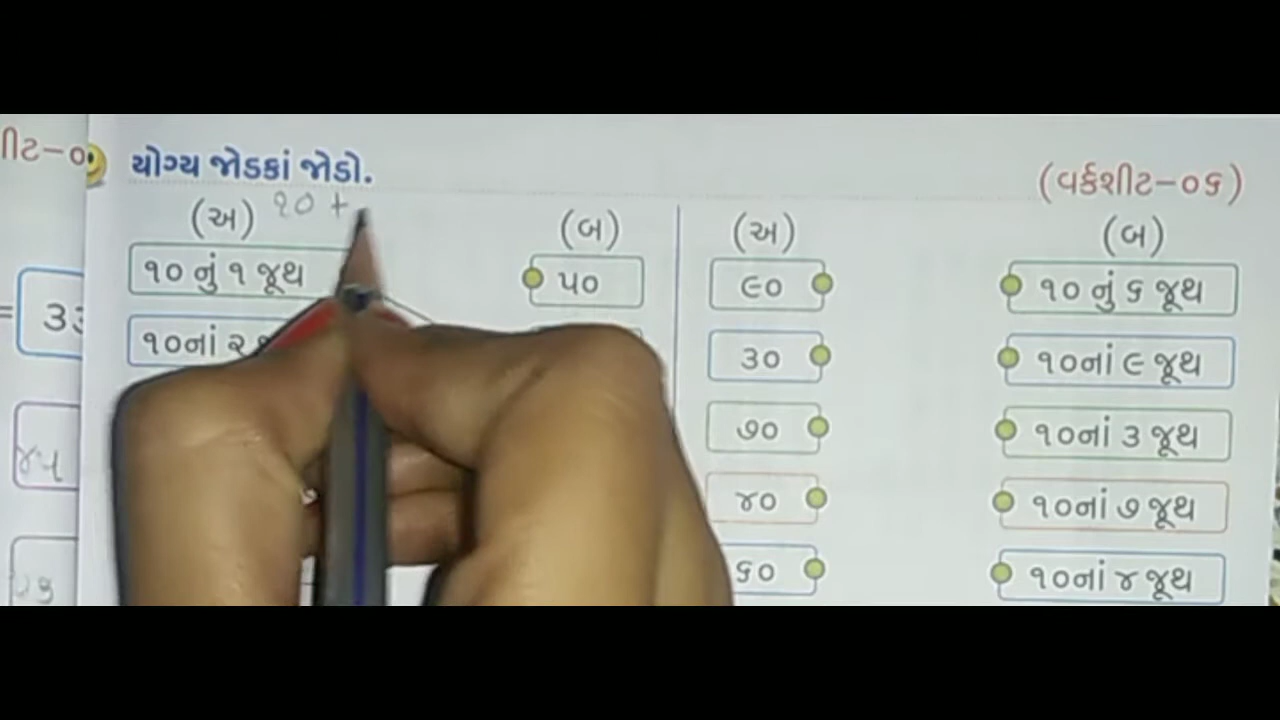 યોગ્ય જોડકાં જોડો.
(વર્કશીટ-૦૬)
(અ) ૧૦ +
(બ)
૧૦ નું ૧ જૂથ
૫૦
૧૦નાં ૨
(અ)
(બ)
૯૦
૧૦ નું ૬ જૂથ
૩૦
૧૦નાં ૯ જૂથ
૭૦
૧૦નાં ૩ જૂથ
૪૦
૧૦નાં ૭ જૂથ
૬૦
૧૦નાં ૪ જૂથ
= ૩૩
૪૫